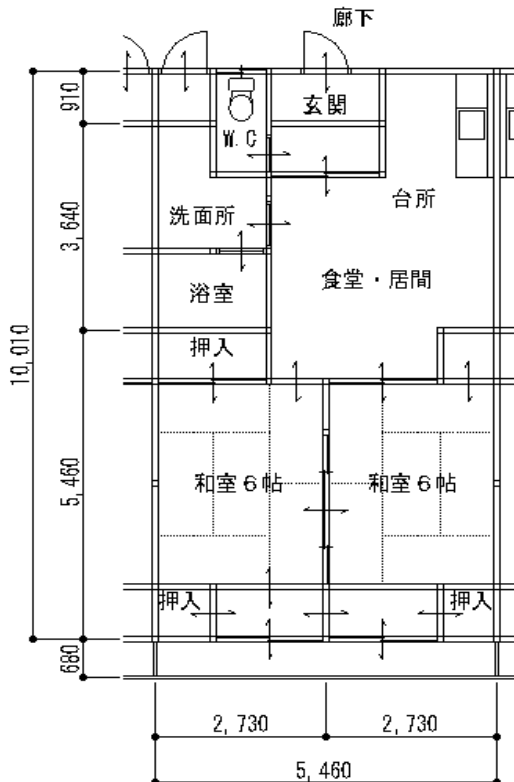 廊下
玄関
W.C
台所
洗面所
食堂・居間
浴室
押入
和室6帖
和室6帖
押入
押入
910
3,640
10,010
5,460
680
2,730
2,730
5,460